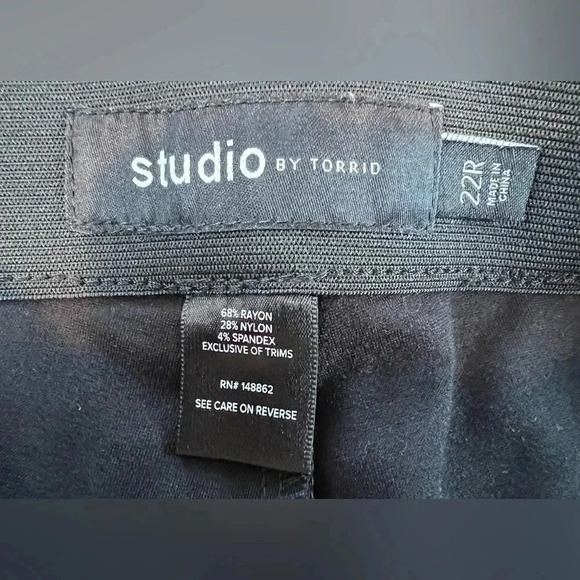 studio BY TORRID
22R
MADE IN
CHINA
68% RAYON
28% NYLON
4% SPANDEX
EXCLUSIVE OF TRIMS
RN# 148862
SEE CARE ON REVERSE